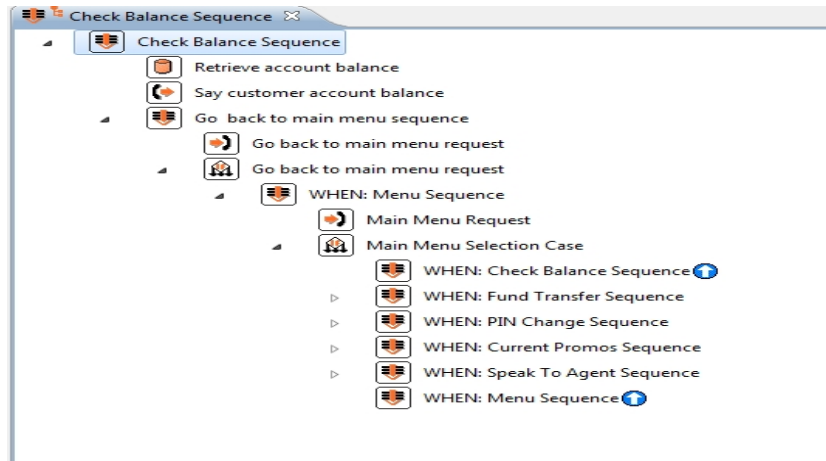 Check Balance Sequence
Check Balance Sequence
Retrieve account balance
Say customer account balance
Go back to main menu sequence
Go back to main menu request
Go back to main menu request
WHEN: Menu Sequence
Main Menu Request
Main Menu Selection Case
WHEN: Check Balance Sequence
WHEN: Fund Transfer Sequence
WHEN: PIN Change Sequence
WHEN: Current Promos Sequence
WHEN: Speak To Agent Sequence
WHEN: Menu Sequence